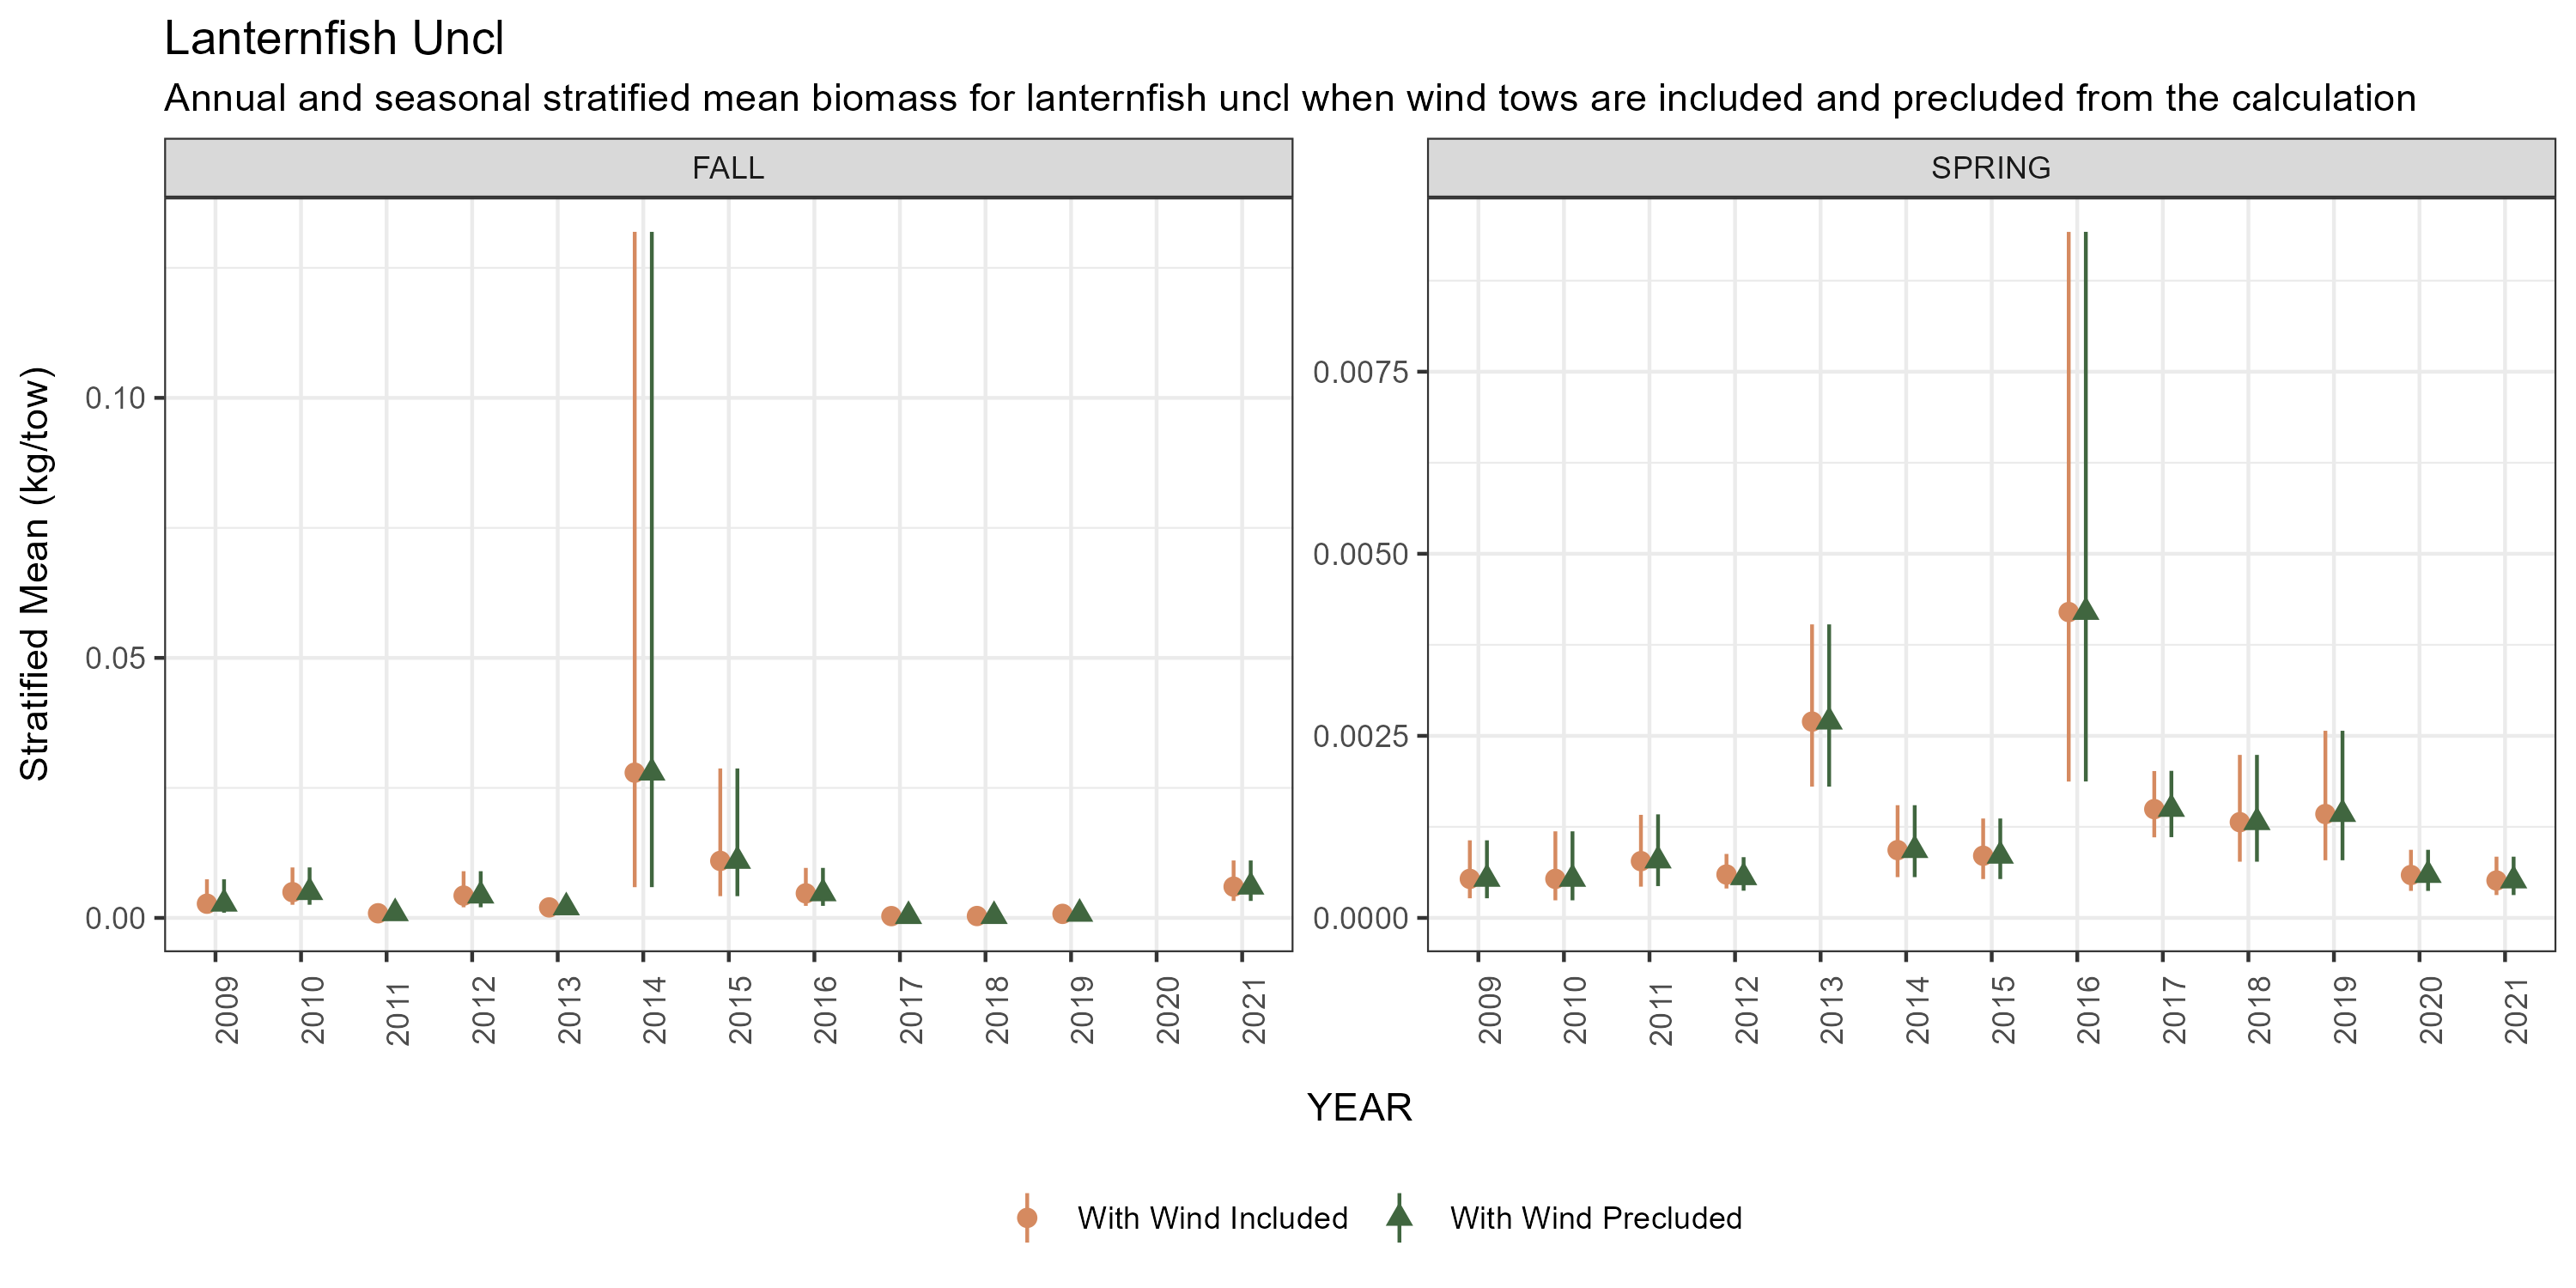 Lanternfish Uncl
Annual and seasonal stratified mean biomass for lanternfish uncl when wind tows are included and precluded from the calculation
FALL
SPRING
Stratified Mean (kg/tow)
0.10
0.05
0.00
0.0075
0.0050
0.0025
0.0000
2009 2010 2011 2012 2013 2014 2015 2016 2017 2018 2019 2020 2021
2009 2010 2011 2012 2013 2014 2015 2016 2017 2018 2019 2020 2021
YEAR
With Wind Included With Wind Precluded